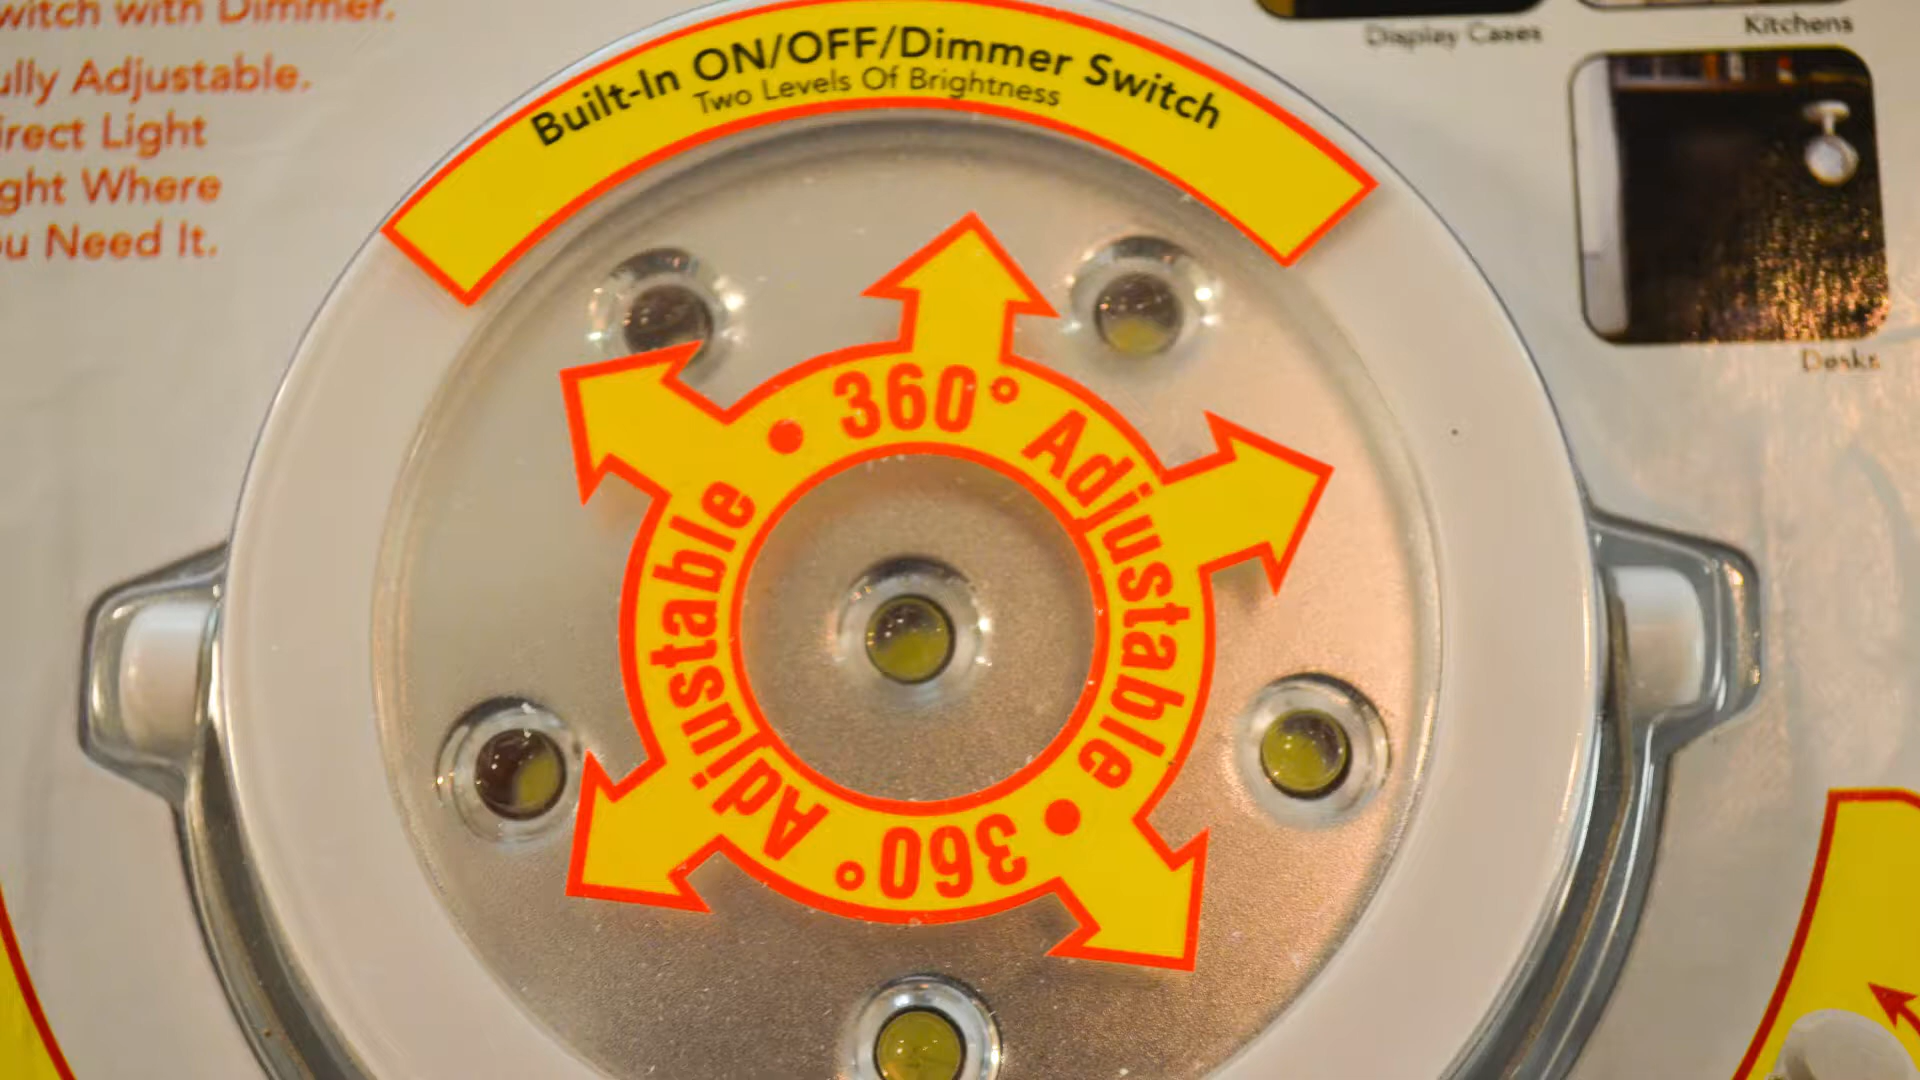 witch with Dimmer.
ully Adjustable.
irect Light
ght Where
ou Need It.
Built-In ON/OFF/Dimmer Switch
Two Levels Of Brightness
• 360° Adjustable
• 360° Adjustable
Display Cases
Kitchens
Desks